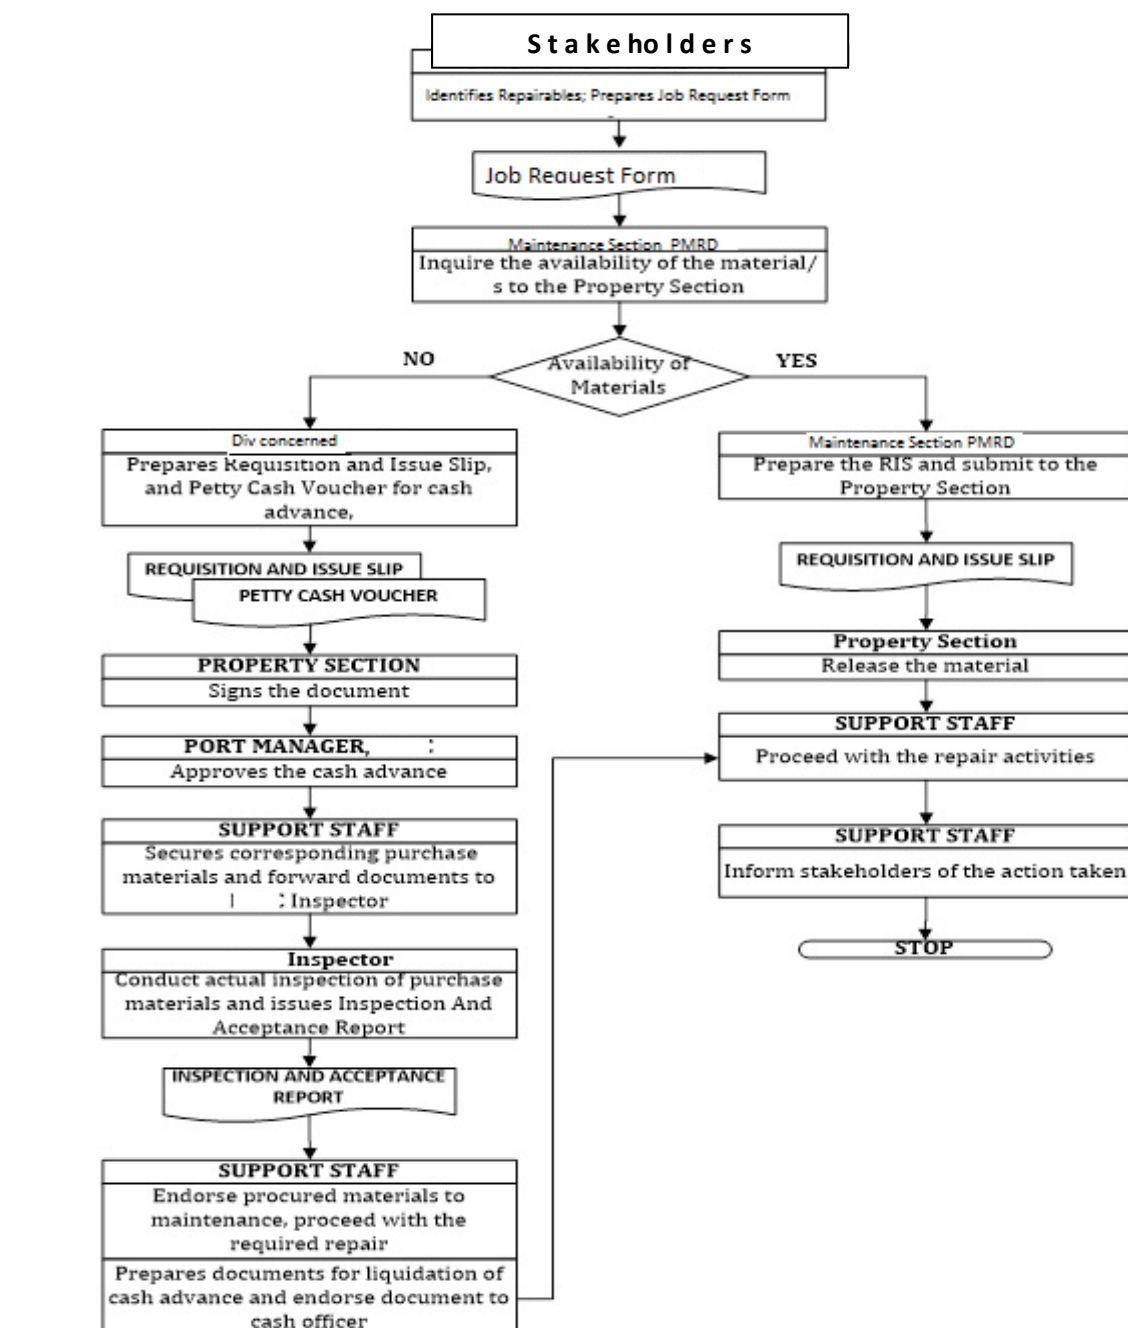 Stakeholders
Identifies Repairables; Prepares Job Request Form
Job Request Form
Maintenance Section PMRD
Inquire the availability of the material/
s to the Property Section
NO
Availability of
Materials
YES
Div concerned
Prepares Requisition and Issue Slip,
and Petty Cash Voucher for cash
advance,
REQUISITION AND ISSUE SLIP
PETTY CASH VOUCHER
PROPERTY SECTION
Signs the document
PORT MANAGER, :
Approves the cash advance
SUPPORT STAFF
Secures corresponding purchase
materials and forward documents to
Inspector
Inspector
Conduct actual inspection of purchase
materials and issues Inspection And
Acceptance Report
INSPECTION AND ACCEPTANCE
REPORT
SUPPORT STAFF
Endorse procured materials to
maintenance, proceed with the
required repair
Prepares documents for liquidation of
cash advance and endorse document to
cash officer
Maintenance Section PMRD
Prepare the RIS and submit to the
Property Section
REQUISITION AND ISSUE SLIP
Property Section
Release the material
SUPPORT STAFF
Proceed with the repair activities
SUPPORT STAFF
Inform stakeholders of the action taken
STOP